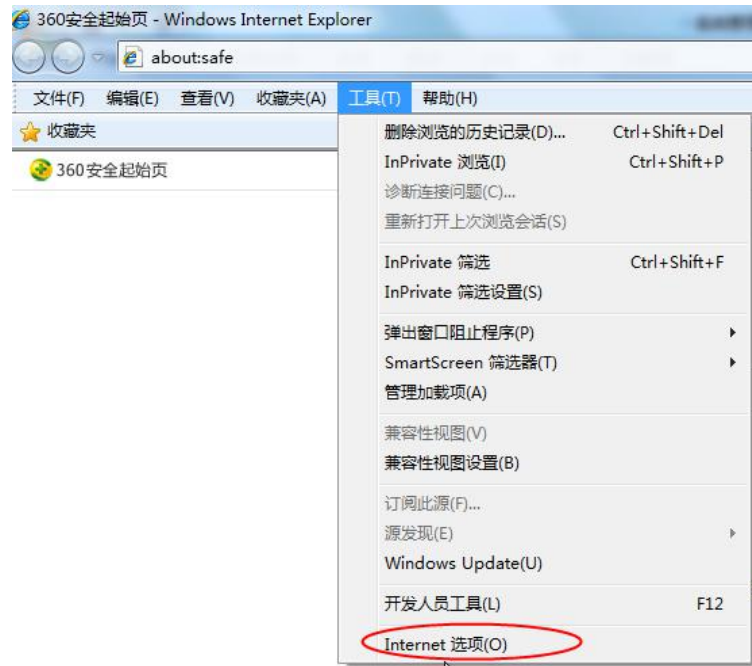 360安全起始页 - Windows Internet Explorer
about:safe
文件(F) 编辑(E) 查看(V) 收藏夹(A) 工具(T) 帮助(H)
收藏夹
360安全起始页
删除浏览的历史记录(D)... Ctrl+Shift+Del
InPrivate 浏览(I) Ctrl+Shift+P
诊断连接问题(C)...
重新打开上次浏览会话(S)
InPrivate 筛选 Ctrl+Shift+F
InPrivate 筛选设置(S)
弹出窗口阻止程序(P)
SmartScreen 筛选器(T)
管理加载项(A)
兼容性视图(V)
兼容性视图设置(B)
订阅此源(F)...
源发现(E)
Windows Update(U)
开发人员工具(L) F12
Internet 选项(O)